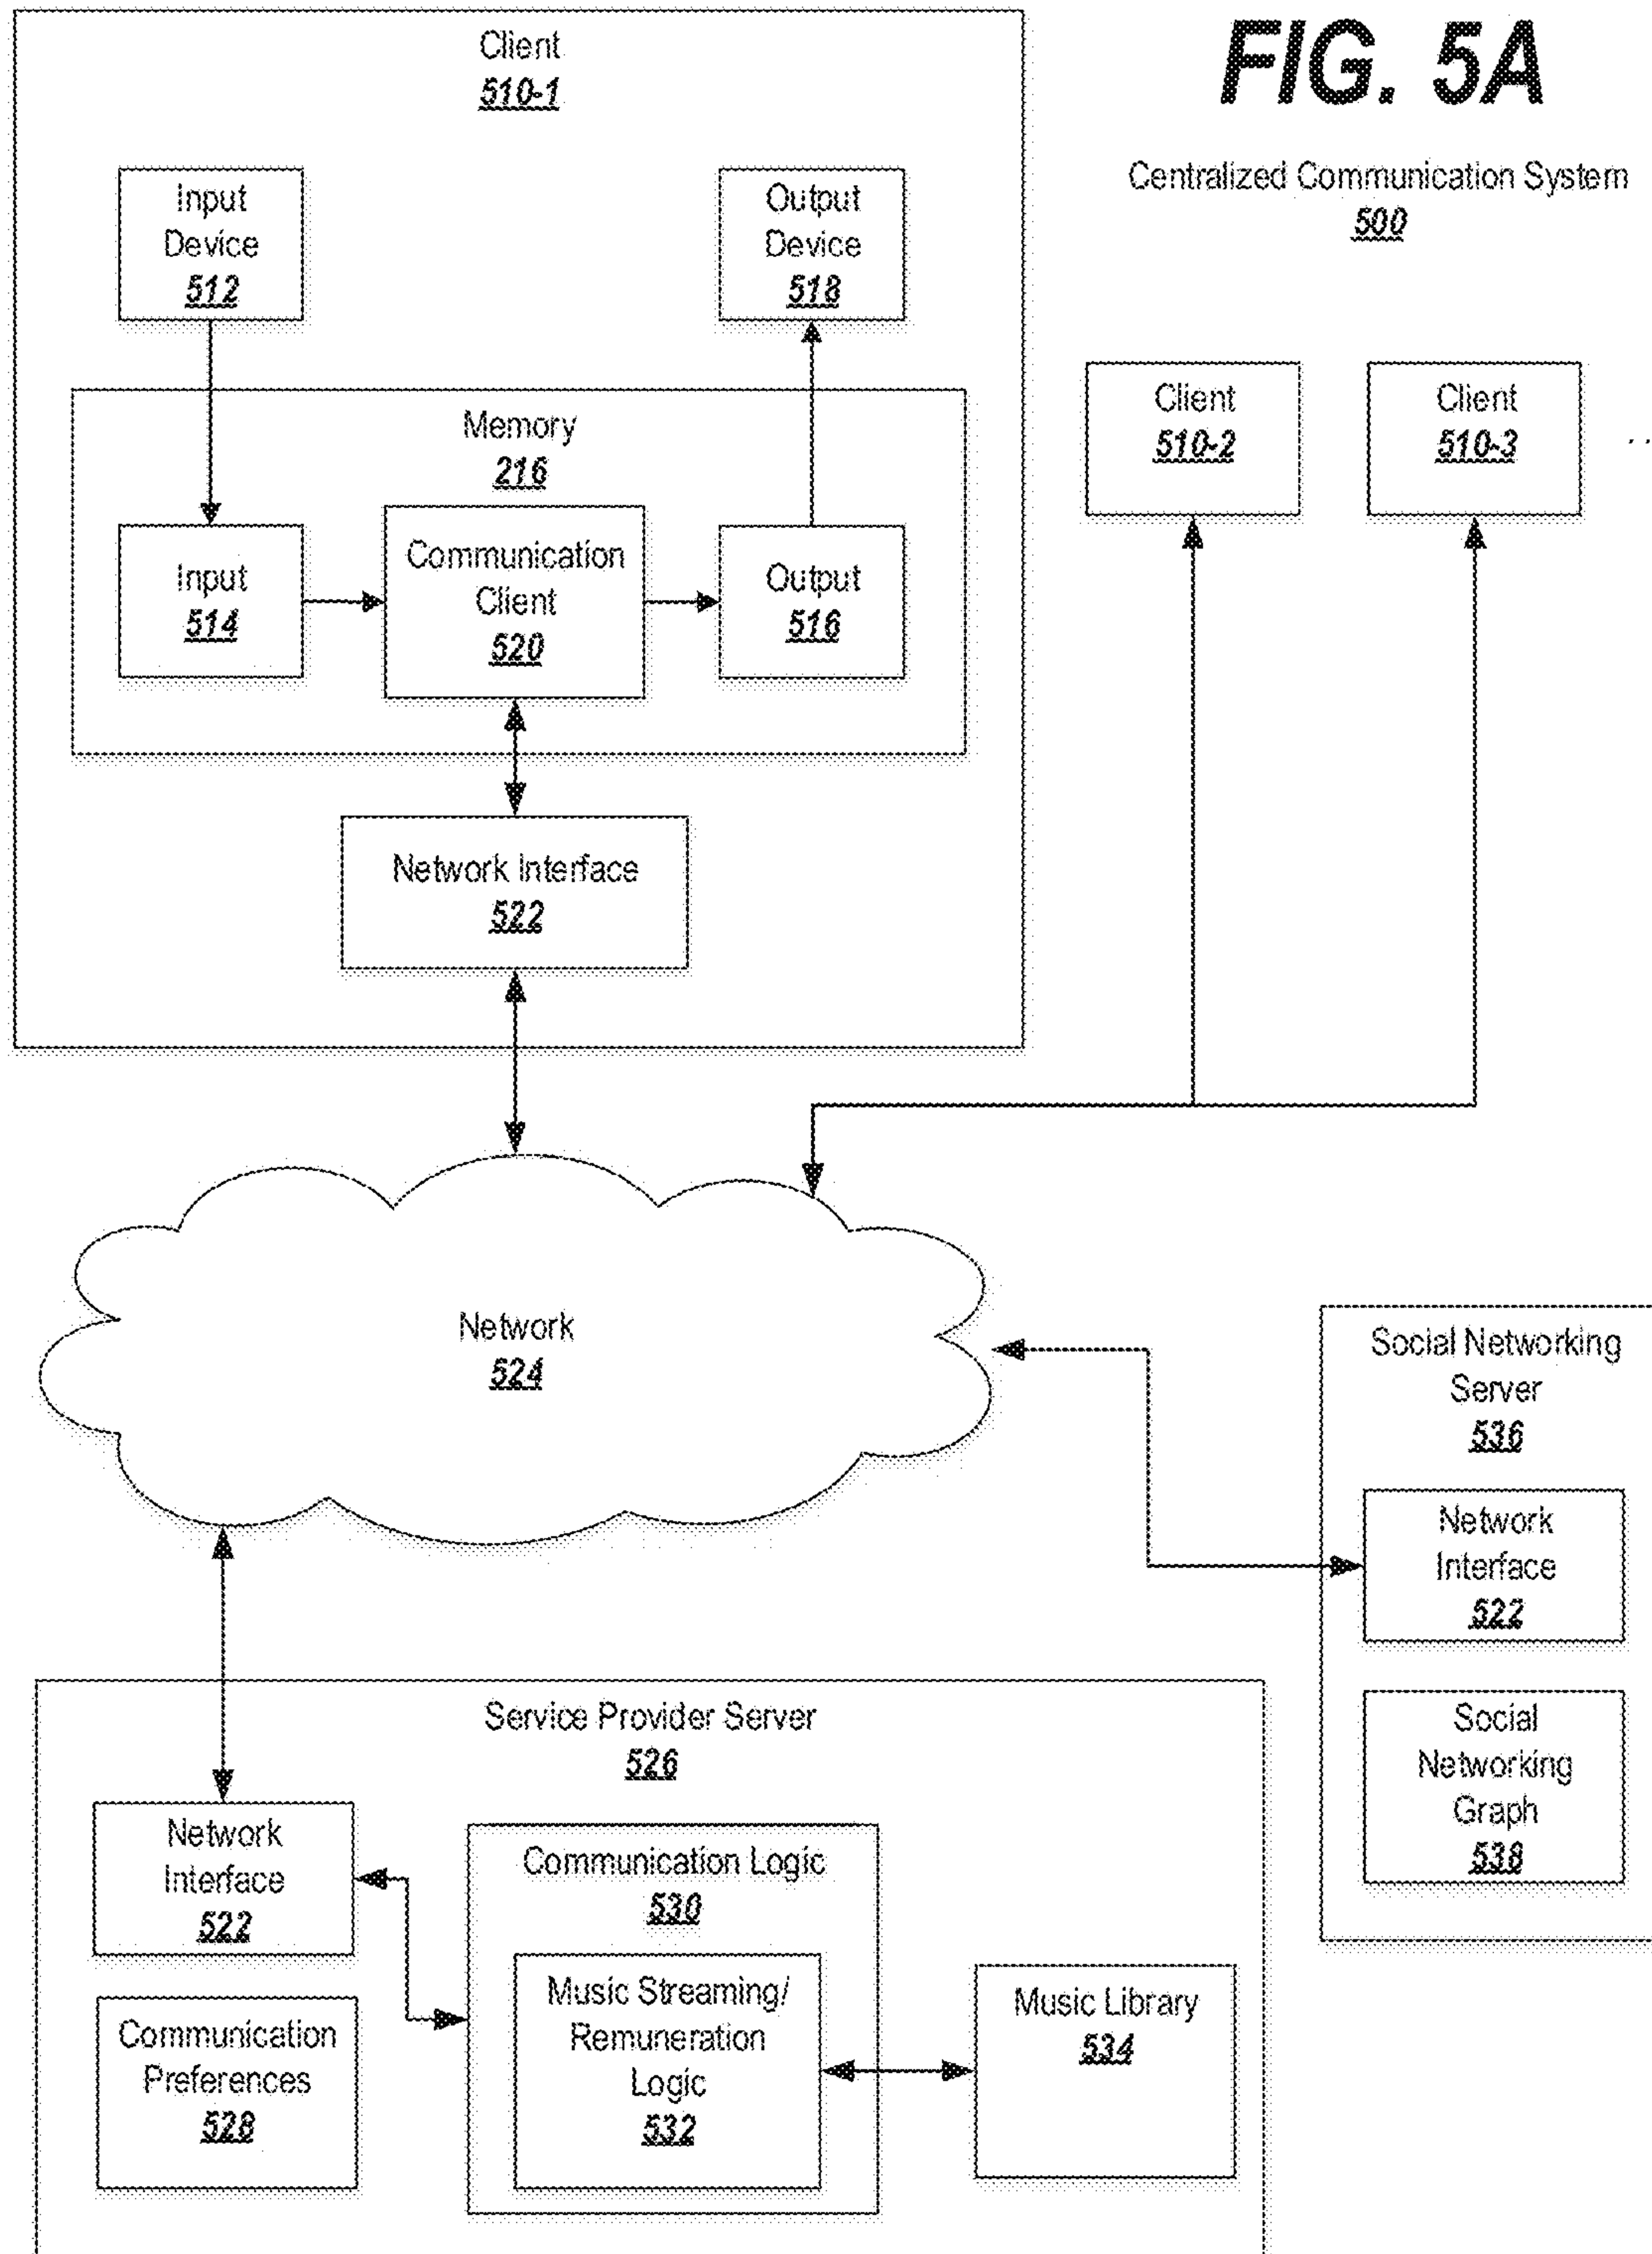 FIG. 5A
Centralized Communication System
500
Client
510-1
Input
Device
512
Output
Device
518
Memory
216
Input
514
Communication
Client
520
Output
516
Network Interface
522
Client
510-2
Client
510-3
..
Network
524
Social Networking
Server
536
Network
Interface
522
Social
Networking
Graph
538
Service Provider Server
526
Network
Interface
522
Communication
Preferences
528
Communication Logic
530
Music Streaming/
Remuneration
Logic
532
Music Library
534